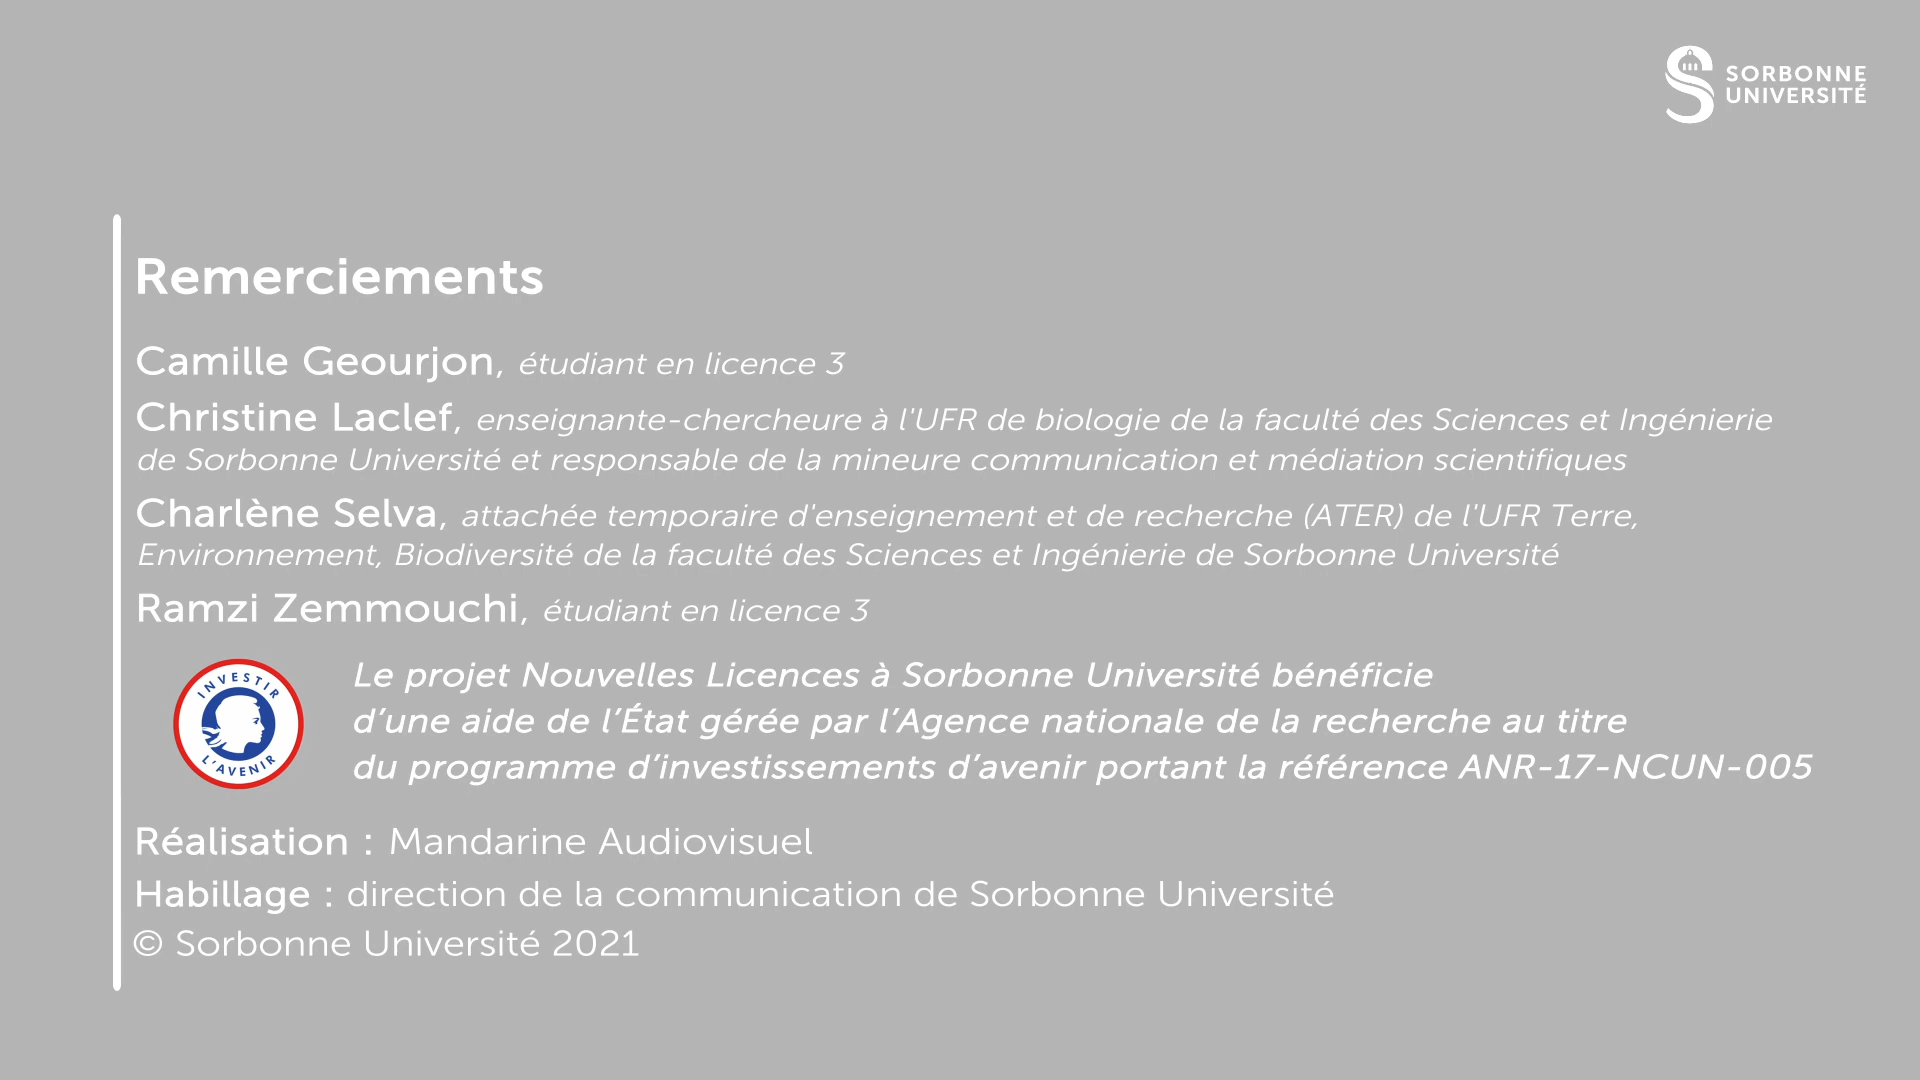 SORBONNE
UNIVERSITÉ
Remerciements
Camille Geourjon, étudiant en licence 3
Christine Laclef, enseignante-chercheure à l'UFR de biologie de la faculté des Sciences et Ingénierie
de Sorbonne Université et responsable de la mineure communication et médiation scientifiques
Charlène Selva, attachée temporaire d'enseignement et de recherche (ATER) de l'UFR Terre,
Environnement, Biodiversité de la faculté des Sciences et Ingénierie de Sorbonne Université
Ramzi Zemmouchi, étudiant en licence 3
INVESTIR
L'AVENIR
Le projet Nouvelles Licences à Sorbonne Université bénéficie
d’une aide de l’État gérée par l’Agence nationale de la recherche au titre
du programme d’investissements d’avenir portant la référence ANR-17-NCUN-005
Réalisation : Mandarine Audiovisuel
Habillage : direction de la communication de Sorbonne Université
© Sorbonne Université 2021